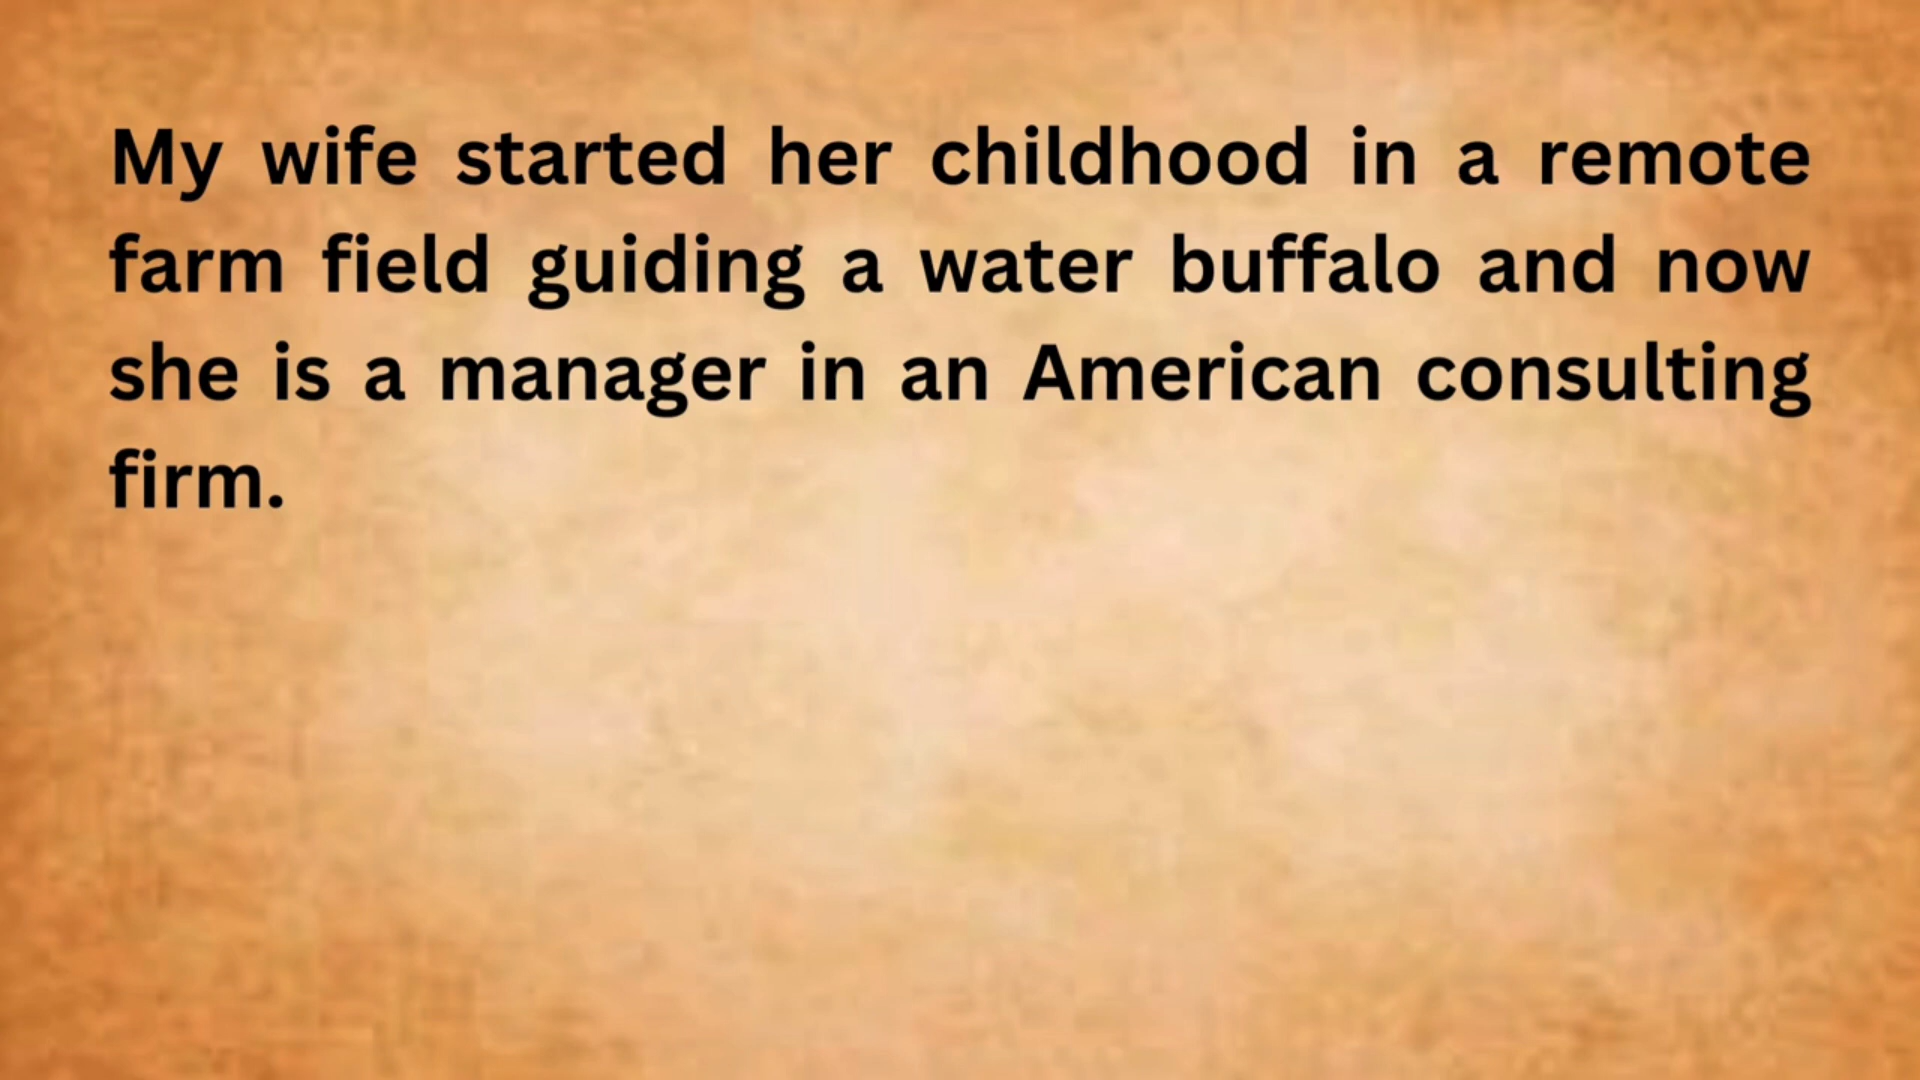 My wife started her childhood in a remote
farm field guiding a water buffalo and now
she is a manager in an American consulting
firm.